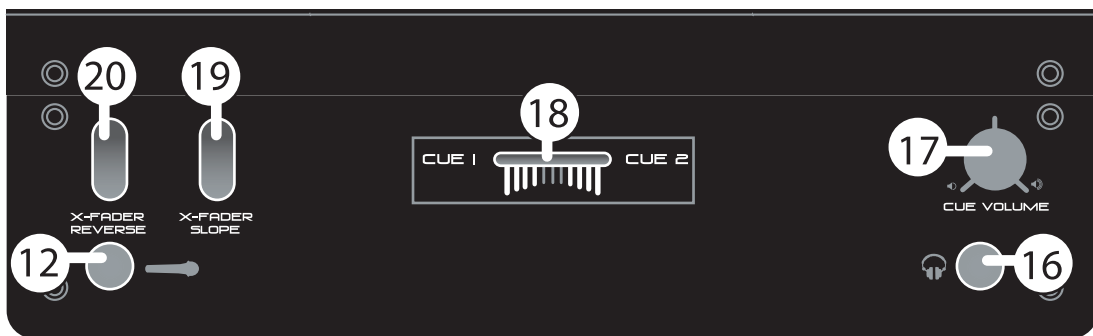 20
19
18
17
CUE 1
CUE 2
X-FADER
REVERSE
X-FADER
SLOPE
CUE VOLUME
12
16